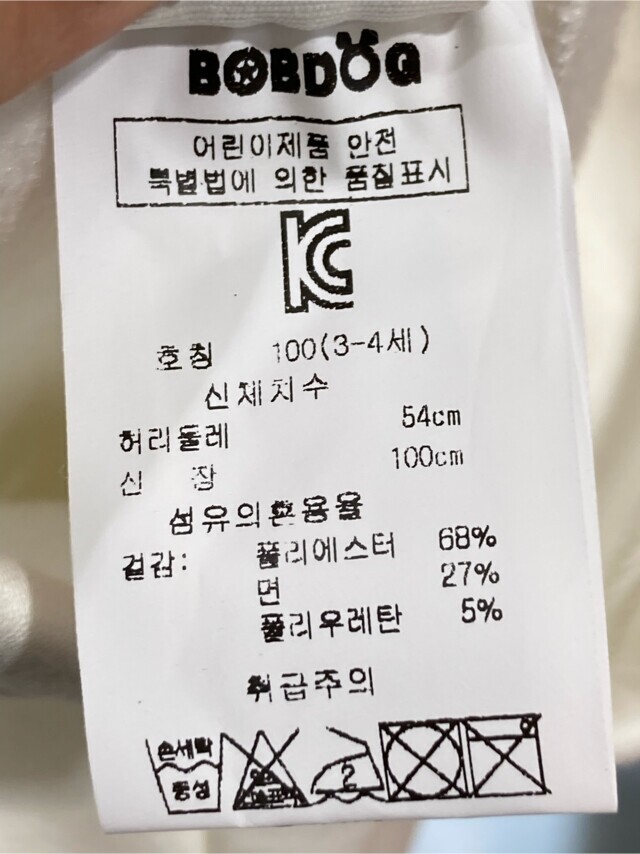 BOBDOG
어린이제품 안전
특별법에 의한 품질표시
KC
호칭 100(3-4세)
신체치수
허리둘레 54cm
신 장 100cm
섬유의혼용율
겉감: 폴리에스터 68%
면 27%
폴리우레탄 5%
취급주의
손세탁
중성
2